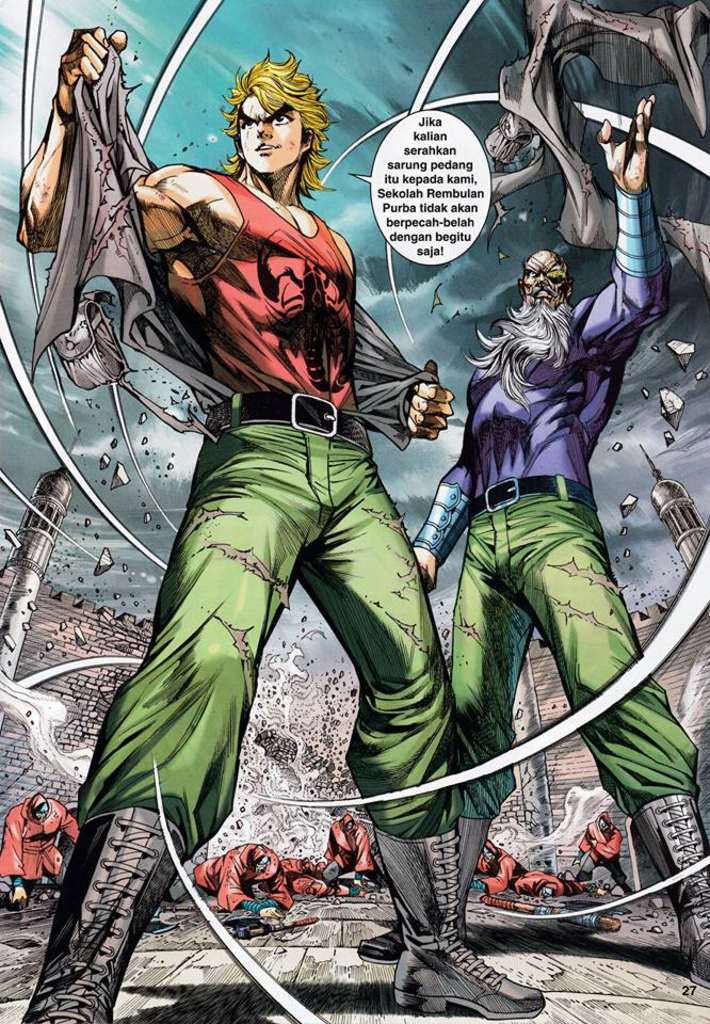 Jika
kalian
serahkan
sarung pedang
itu kepada kami,
Sekolah Rembulan
Purba tidak akan
berpecah-belah
dengan begitu
saja!
27